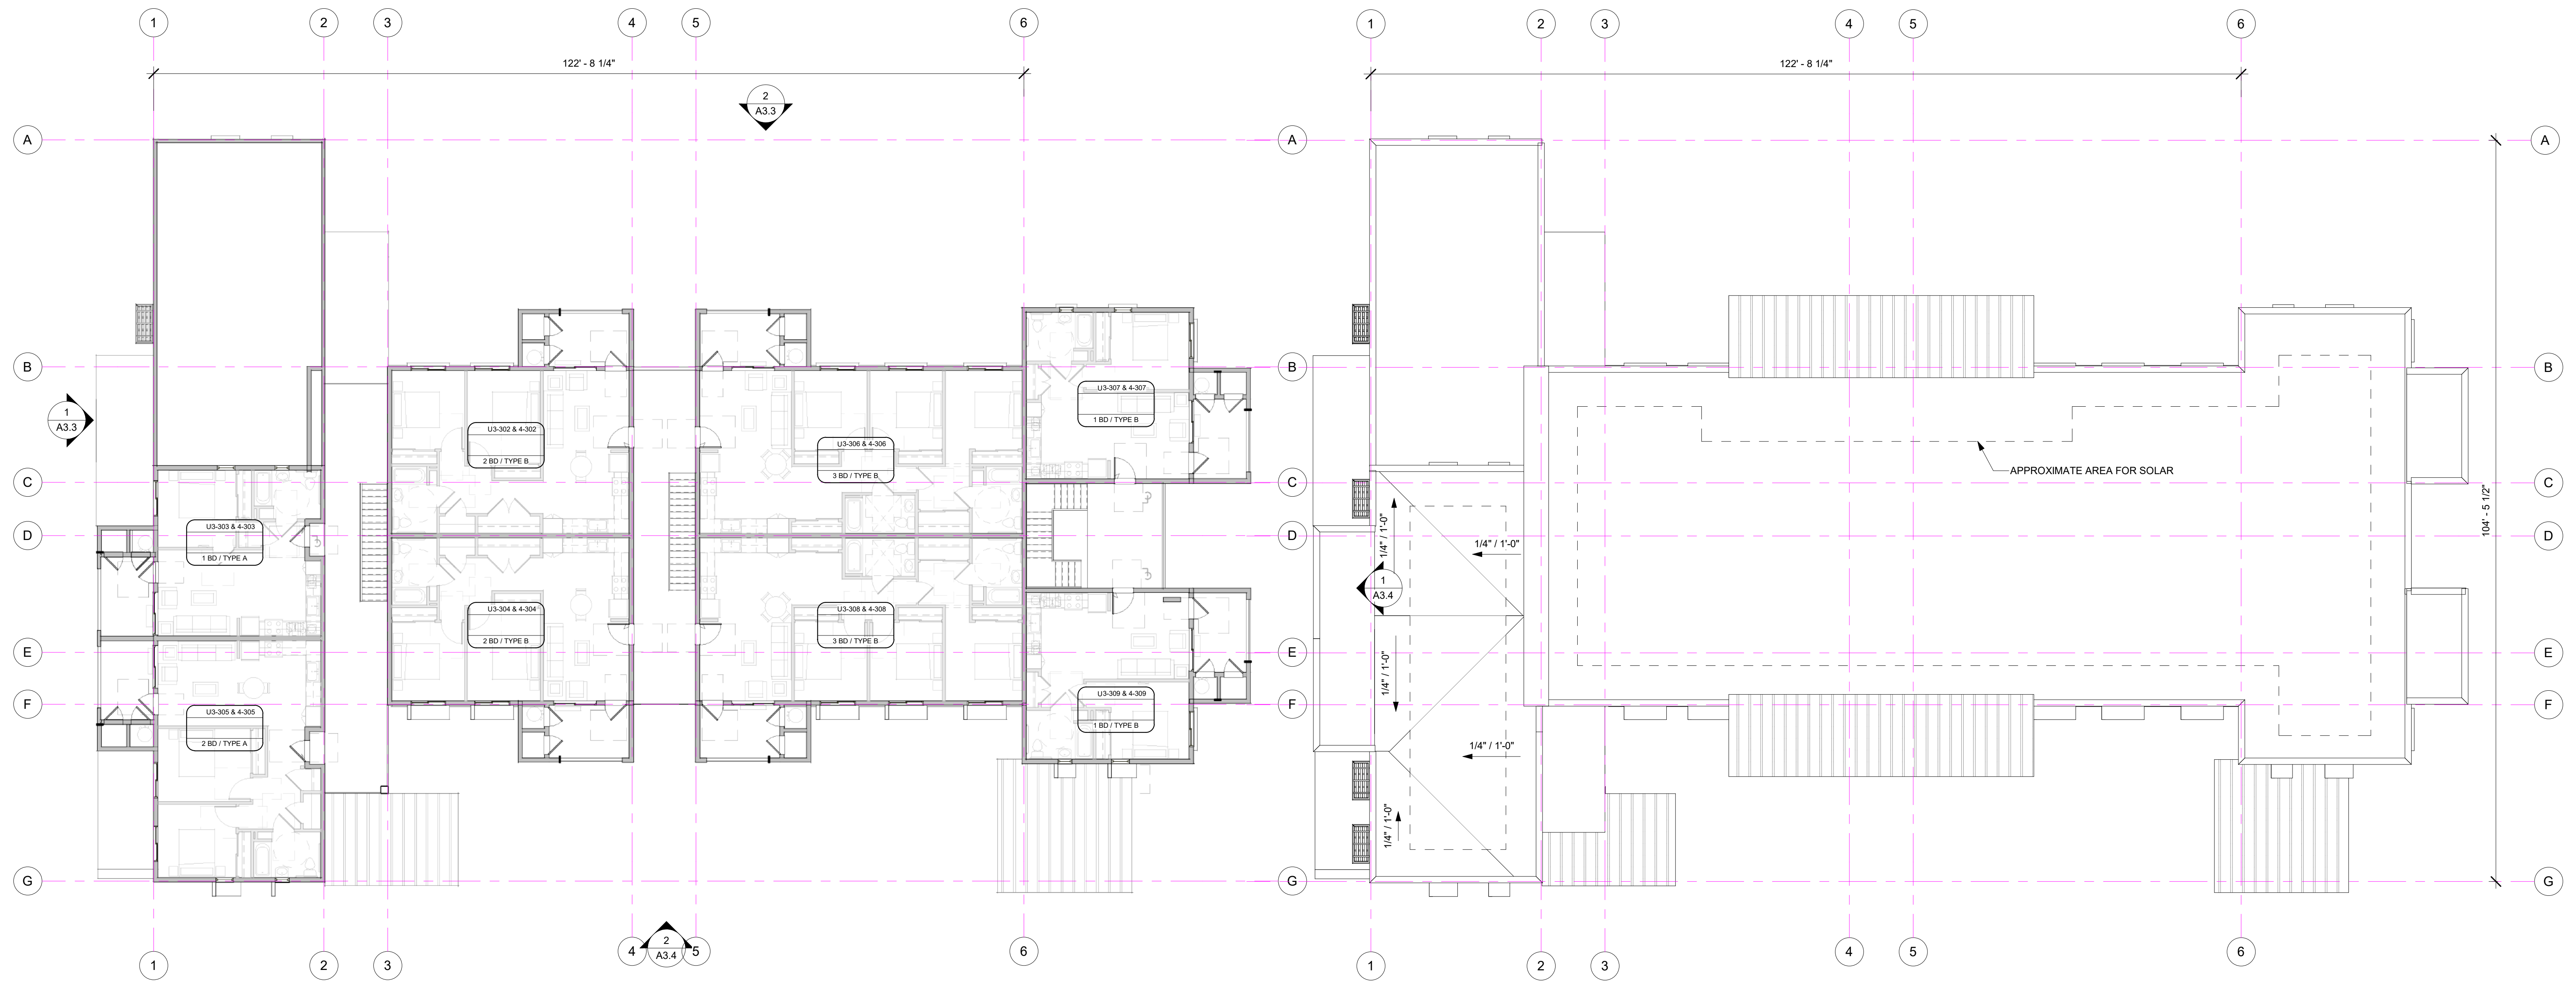 1
2
3
4
5
6
1
2
3
4
5
6
122' - 8 1/4"
122' - 8 1/4"
2
A3.3
A
A
A
B
B
B
C
C
C
D
D
D
E
E
E
F
F
F
G
G
G
1
A3.3
U3-302 & 4-302
2 BD / TYPE B
U3-306 & 4-306
3 BD / TYPE B
U3-307 & 4-307
1 BD / TYPE B
U3-303 & 4-303
1 BD / TYPE A
U3-304 & 4-304
2 BD / TYPE B
U3-308 & 4-308
3 BD / TYPE B
U3-305 & 4-305
2 BD / TYPE A
U3-309 & 4-309
1 BD / TYPE B
APPROXIMATE AREA FOR SOLAR
104' - 5 1/2"
1/4" / 1'-0"
1/4" / 1'-0"
1
A3.4
1/4" / 1'-0"
1/4" / 1'-0"
1/4" / 1'-0"
2
A3.4
1
2
3
4
5
6
1
2
3
4
5
6